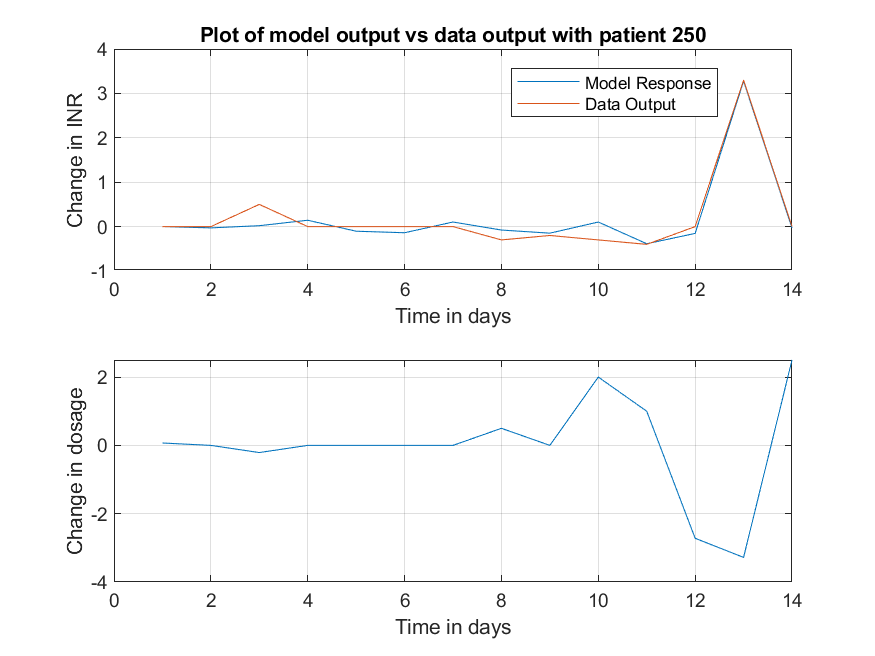 Plot of model output vs data output with patient 250
4
3
2
1
0
-1
Change in INR
Model Response
Data Output
0 2 4 6 8 10 12 14
Time in days
2
0
-2
-4
Change in dosage
0 2 4 6 8 10 12 14
Time in days